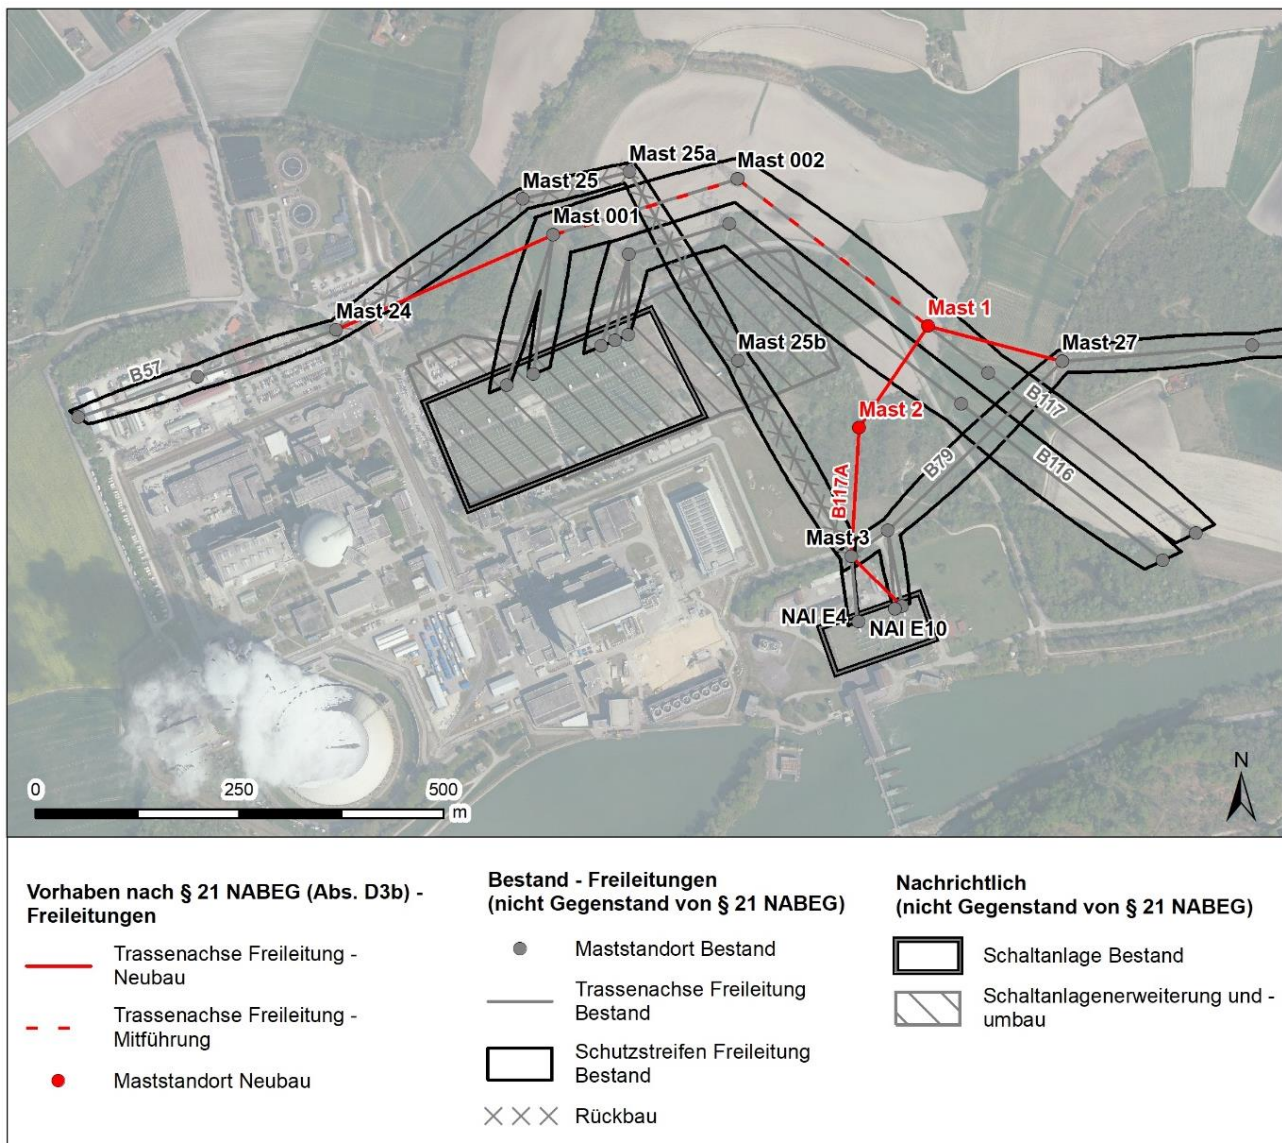 Mast 25a
Mast 002
Mast 25
Mast 001
Mast 24
Mast 1
Mast 27
Mast 25b
B57
B117
Mast 2
B79
B116
B117A
Mast 3
NAI E4
NAI E10
N
0
250
500
m
Vorhaben nach § 21 NABEG (Abs. D3b) -
Freileitungen
Trassenachse Freileitung -
Neubau
Trassenachse Freileitung -
Mitführung
Maststandort Neubau
Bestand - Freileitungen
(nicht Gegenstand von § 21 NABEG)
Maststandort Bestand
Trassenachse Freileitung
Bestand
Schutzstreifen Freileitung
Bestand
Rückbau
Nachrichtlich
(nicht Gegenstand von § 21 NABEG)
Schaltanlage Bestand
Schaltanlagenerweiterung und -
umbau